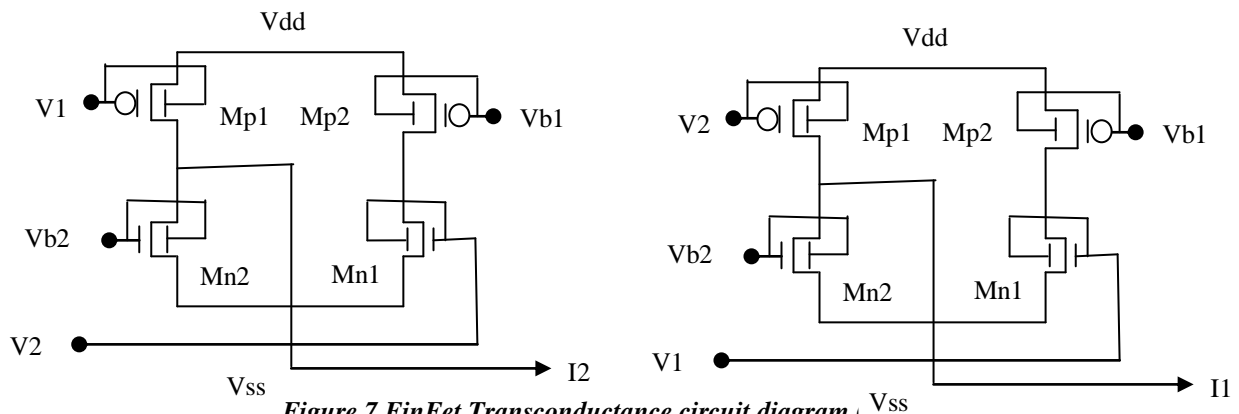 Vdd
V1
Mp1
Mp2
Vb1
Vb2
Mn2
Mn1
V2
Vss
I2
Vdd
V2
Mp1
Mp2
Vb1
Vb2
Mn2
Mn1
V1
Vss
I1
Figure 7 FinFet Transconductance circuit diagram